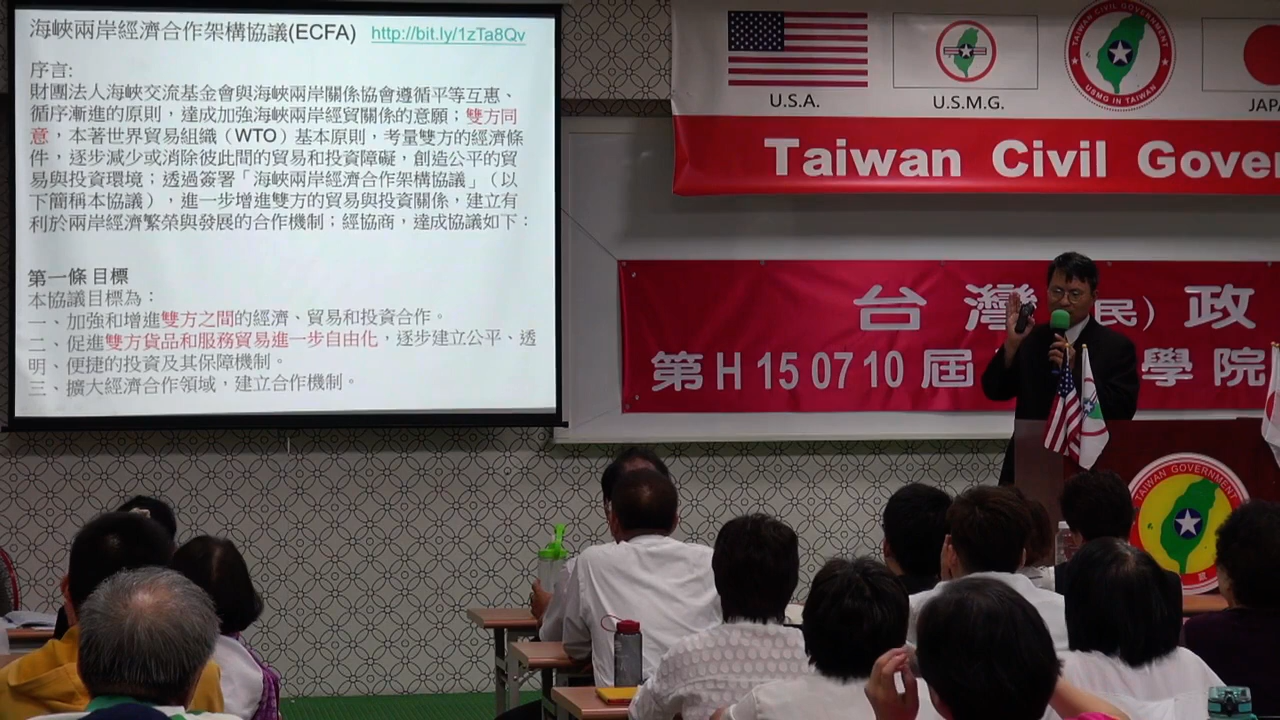 海峽兩岸經濟合作架構協議(ECFA) http://bit.ly/1zTa8Qv
序言:
財團法人海峽交流基金會與海峽兩岸關係協會遵循平等互惠、
循序漸進的原則，達成加強海峽兩岸經貿關係的意願；雙方同
意，本著世界貿易組織（WTO）基本原則，考量雙方的經濟條
件，逐步減少或消除彼此間的貿易和投資障礙，創造公平的貿
易與投資環境；透過簽署「海峽兩岸經濟合作架構協議」（以
下簡稱本協議），進一步增進雙方的貿易與投資關係，建立有
利於兩岸經濟繁榮與發展的合作機制；經協商，達成協議如下：
第一條 目標
本協議目標為：
一、加強和增進雙方之間的經濟、貿易和投資合作。
二、促進雙方貨品和服務貿易進一步自由化，逐步建立公平、透
明、便捷的投資及其保障機制。
三、擴大經濟合作領域，建立合作機制。
U.S.A.
U.S.M.G.
TAIWAN CIVIL GOVERNMENT
USMG IN TAIWAN
JAPA
Taiwan Civil Gover
台灣 民）政
第H 15 07 10 屆 學院
TAIWAN GOVERNMENT